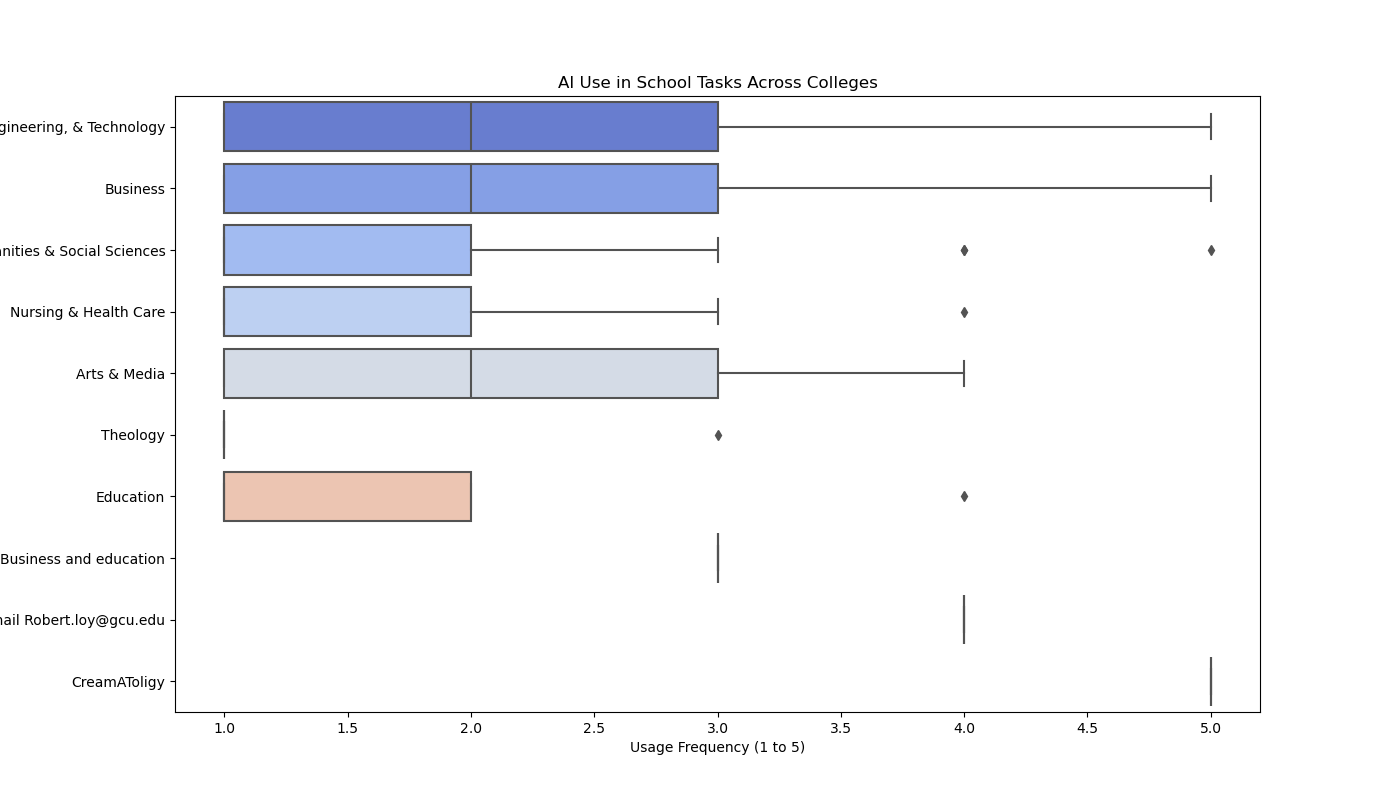 AI Use in School Tasks Across Colleges
gineering, & Technology
Business
nities & Social Sciences
Nursing & Health Care
Arts & Media
Theology
Education
Business and education
ail Robert.loy@gcu.edu
CreamAToligy
1.0 1.5 2.0 2.5 3.0 3.5 4.0 4.5 5.0
Usage Frequency (1 to 5)